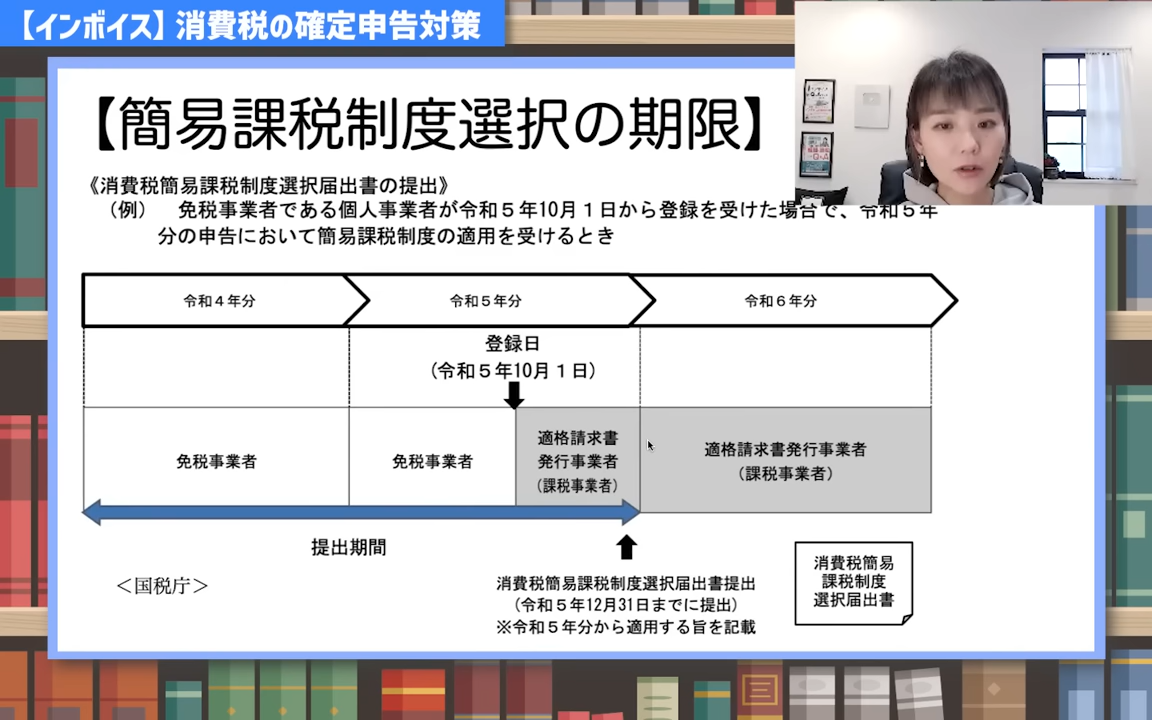 【インボイス】消費税の確定申告対策
【簡易課税制度選択の期限】
《消費税簡易課税制度選択届出書の提出》
（例） 免税事業者である個人事業者が令和５年10月１日から登録を受けた場合で、令和５年
分の申告において簡易課税制度の適用を受けるとき
令和４年分
令和５年分
令和６年分
登録日
（令和５年10月１日）
免税事業者
免税事業者
適格請求書
発行事業者
（課税事業者）
適格請求書発行事業者
（課税事業者）
提出期間
＜国税庁＞
消費税簡易課税制度選択届出書提出
（令和５年12月31日までに提出）
※令和５年分から適用する旨を記載
消費税簡易
課税制度
選択届出書